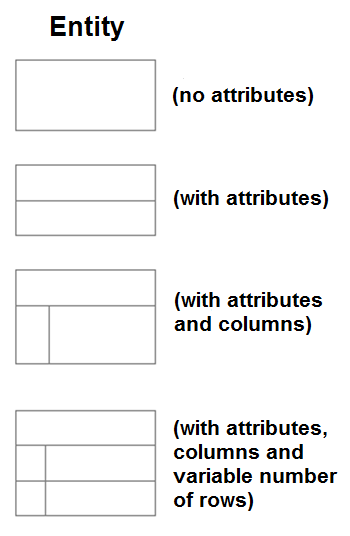 Entity
(no attributes)
(with attributes)
(with attributes
and columns)
(with attributes,
columns and
variable number
of rows)